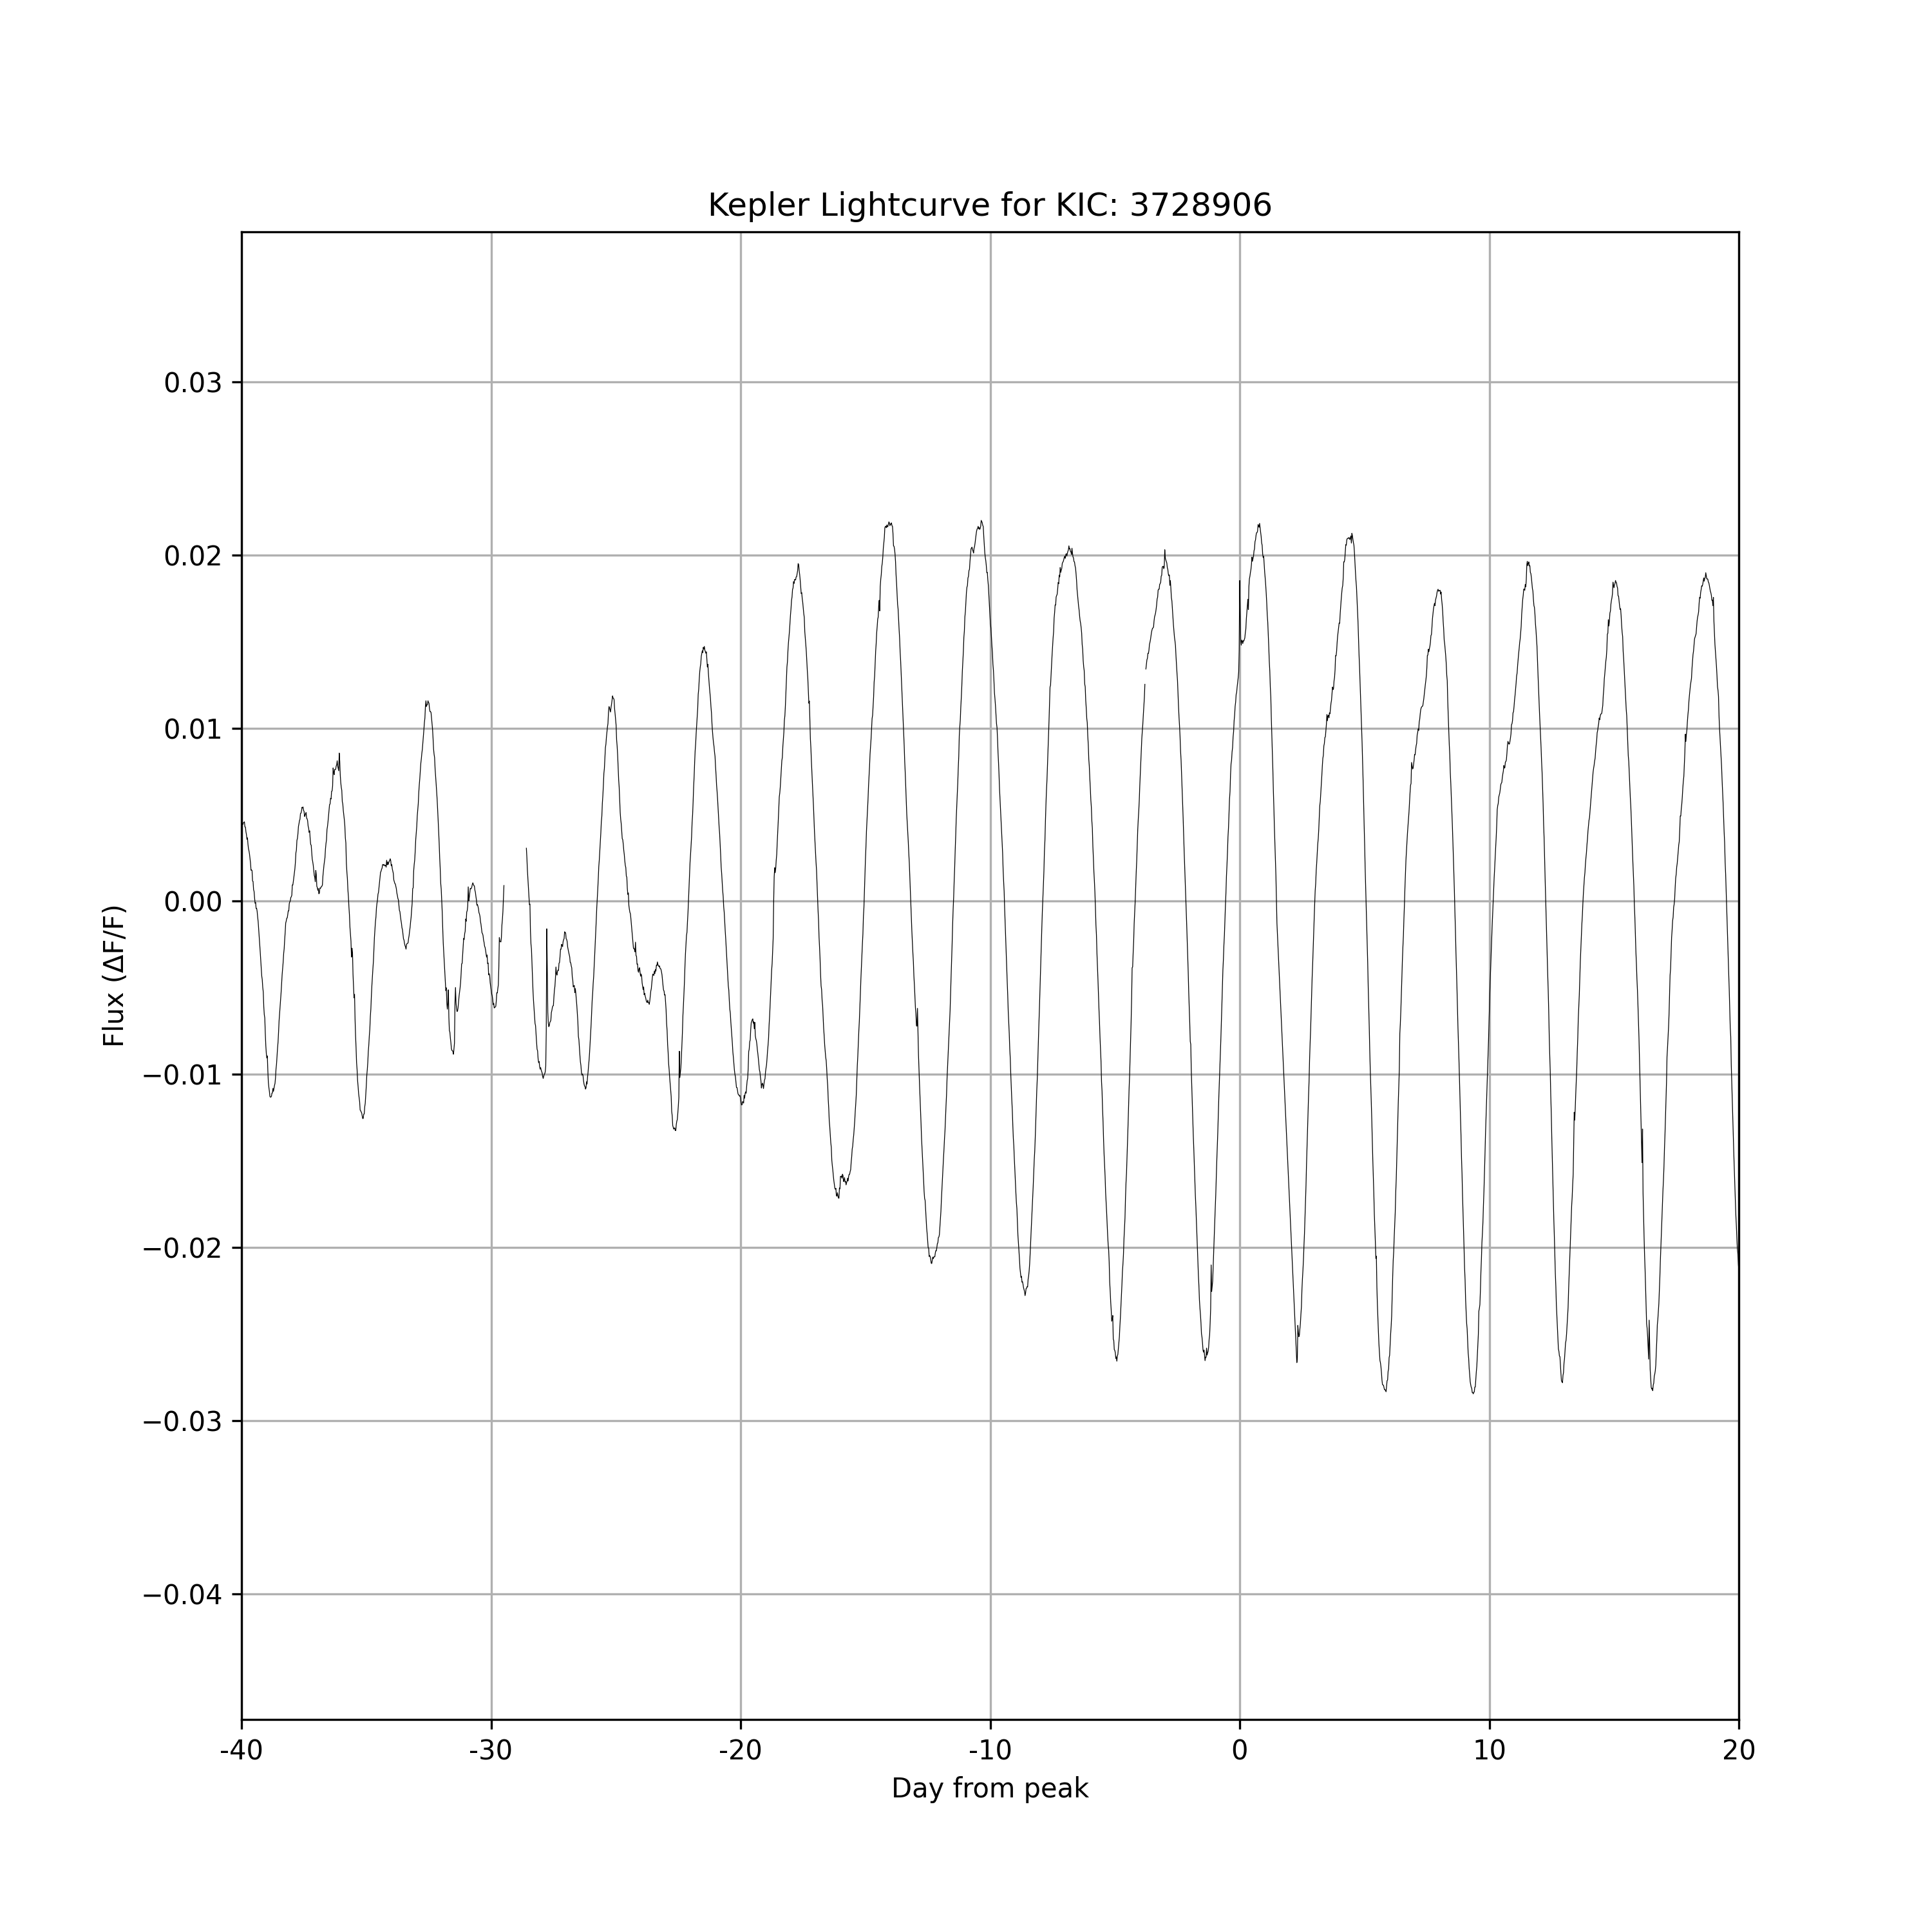 Kepler Lightcurve for KIC: 3728906
0.03
0.02
0.01
0.00
−0.01
−0.02
−0.03
−0.04
Flux (ΔF/F)
-40 -30 -20 -10 0 10 20
Day from peak